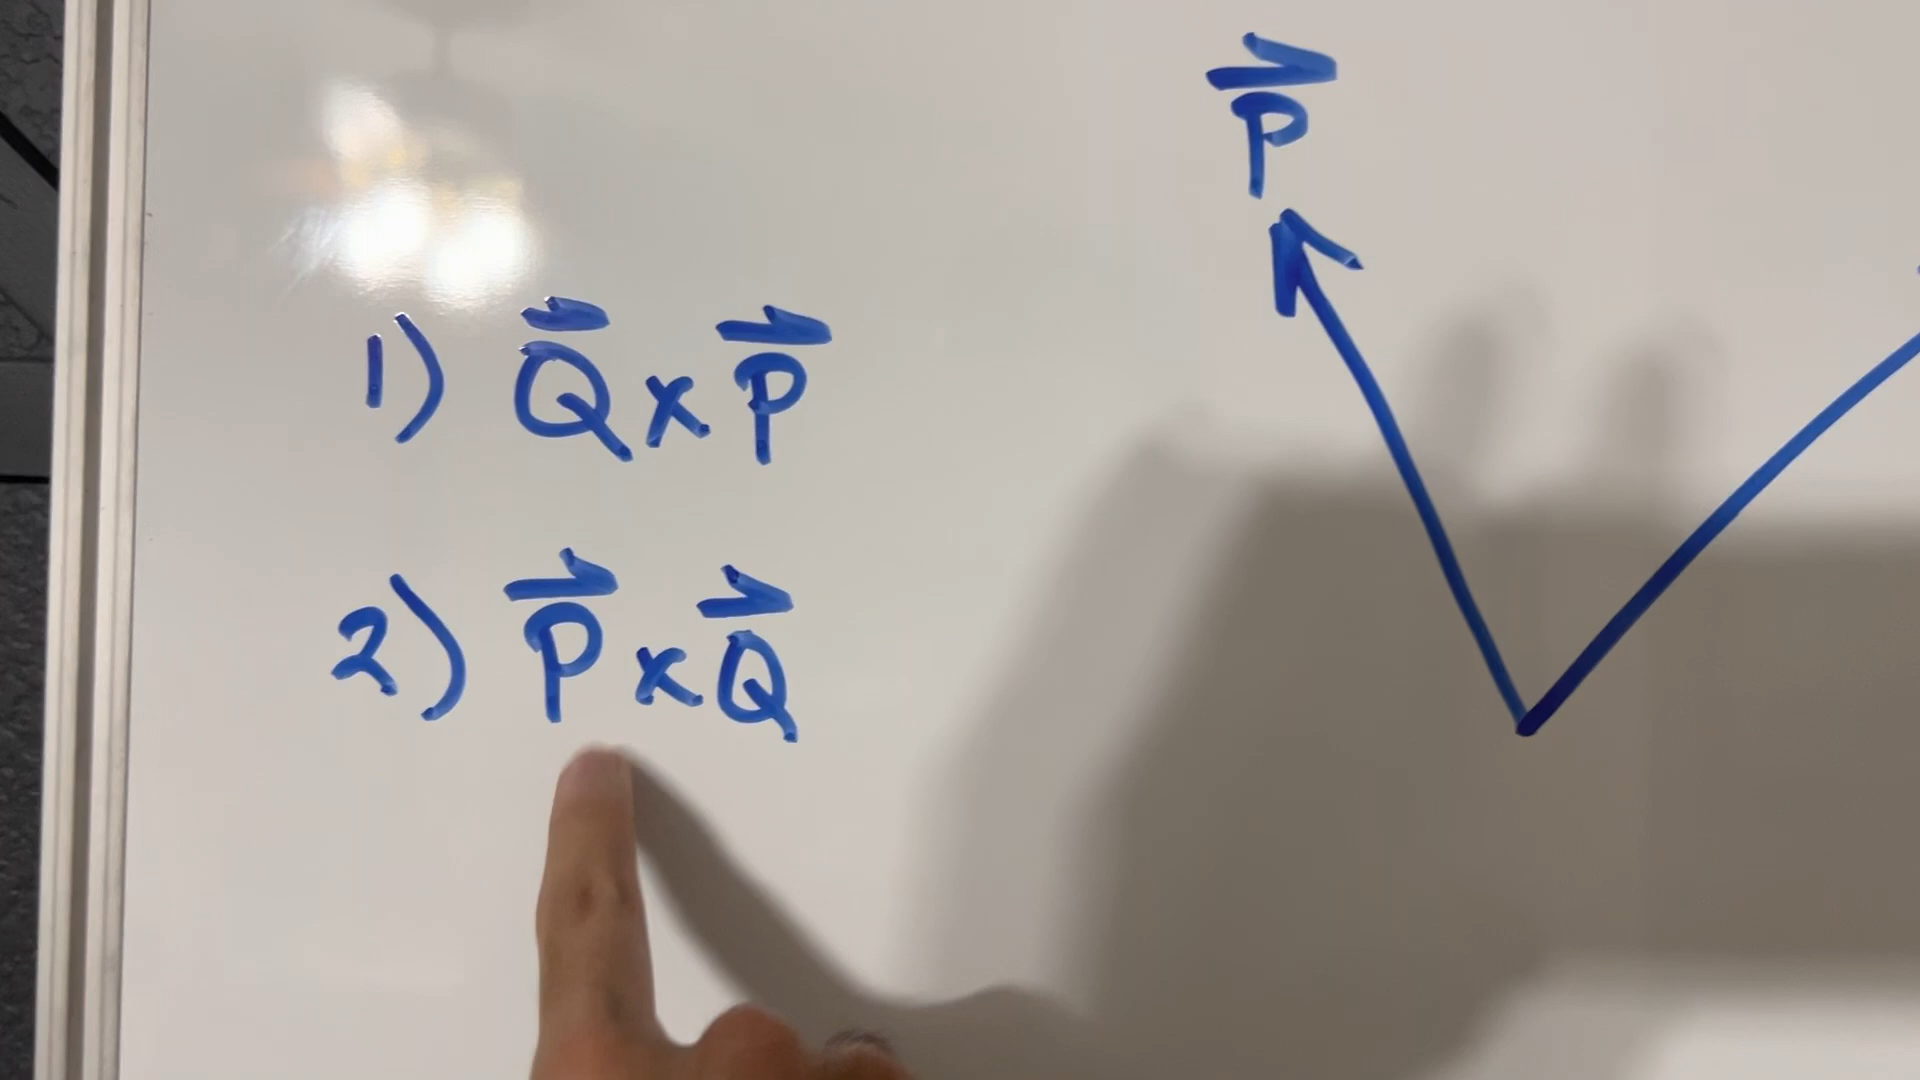 P⃗
1) Q⃗ x P⃗
2) P⃗ x Q⃗